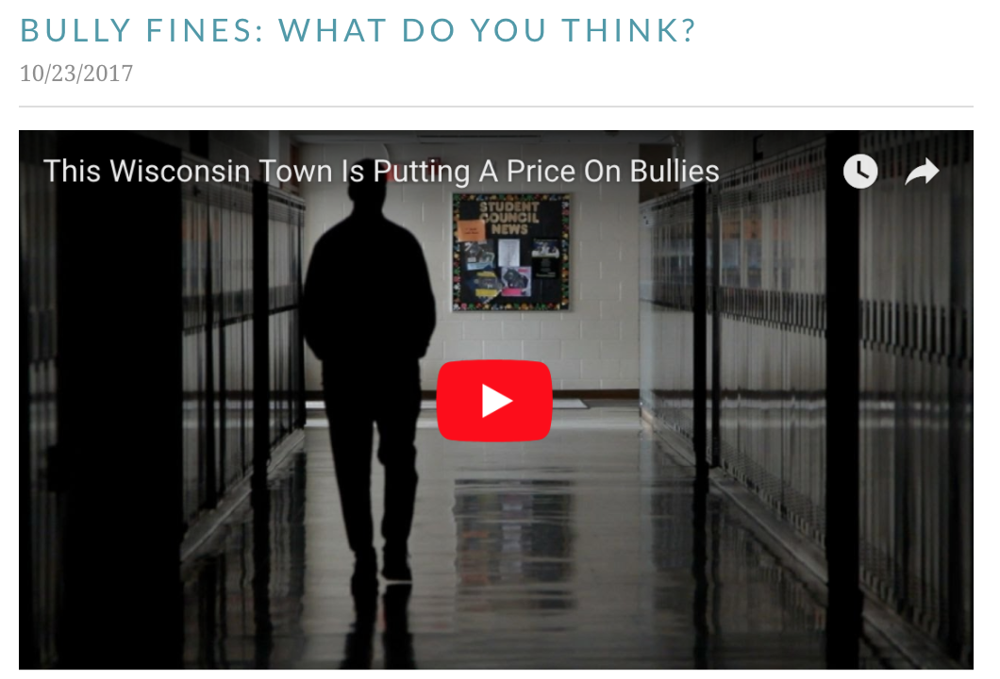 BULLY FINES: WHAT DO YOU THINK?
10/23/2017
This Wisconsin Town Is Putting A Price On Bullies
STUDENT
COUNCIL
NEWS